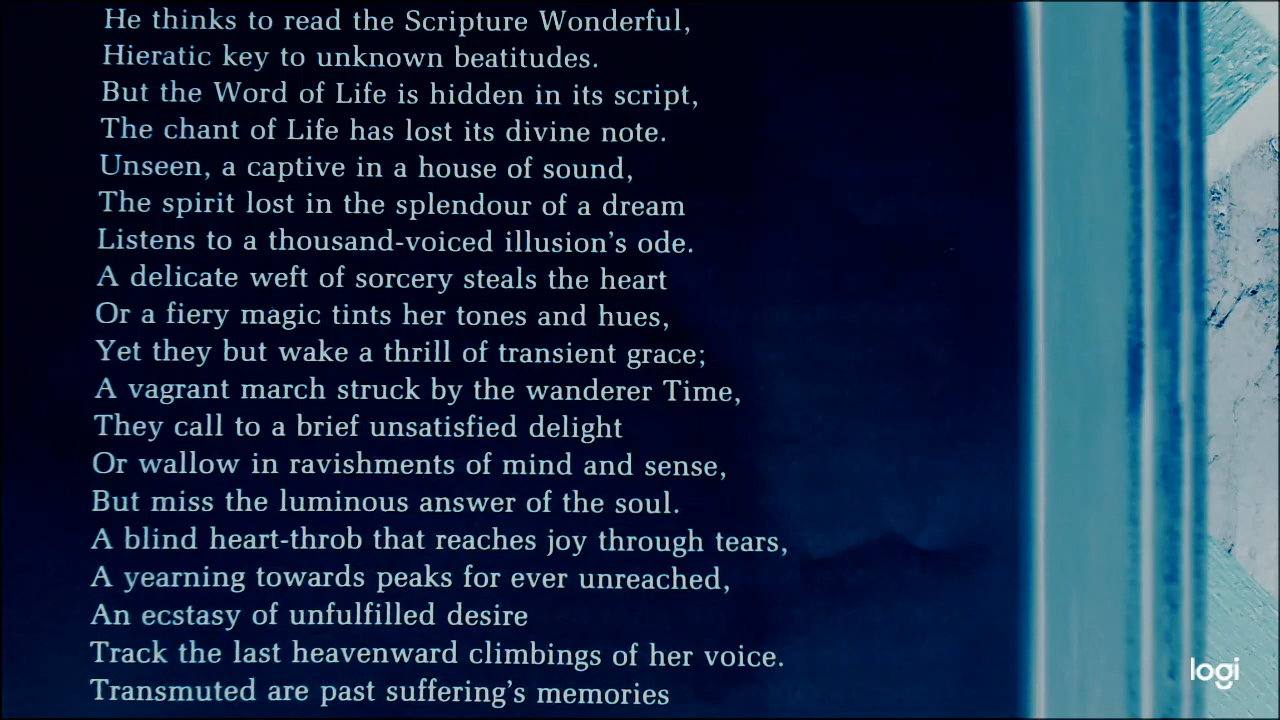 He thinks to read the Scripture Wonderful,
Hieratic key to unknown beatitudes.
But the Word of Life is hidden in its script,
The chant of Life has lost its divine note.
Unseen, a captive in a house of sound,
The spirit lost in the splendour of a dream
Listens to a thousand-voiced illusion’s ode.
A delicate weft of sorcery steals the heart
Or a fiery magic tints her tones and hues,
Yet they but wake a thrill of transient grace;
A vagrant march struck by the wanderer Time,
They call to a brief unsatisfied delight
Or wallow in ravishments of mind and sense,
But miss the luminous answer of the soul.
A blind heart-throb that reaches joy through tears,
A yearning towards peaks for ever unreached,
An ecstasy of unfulfilled desire
Track the last heavenward climbings of her voice.
Transmuted are past suffering’s memories
logi